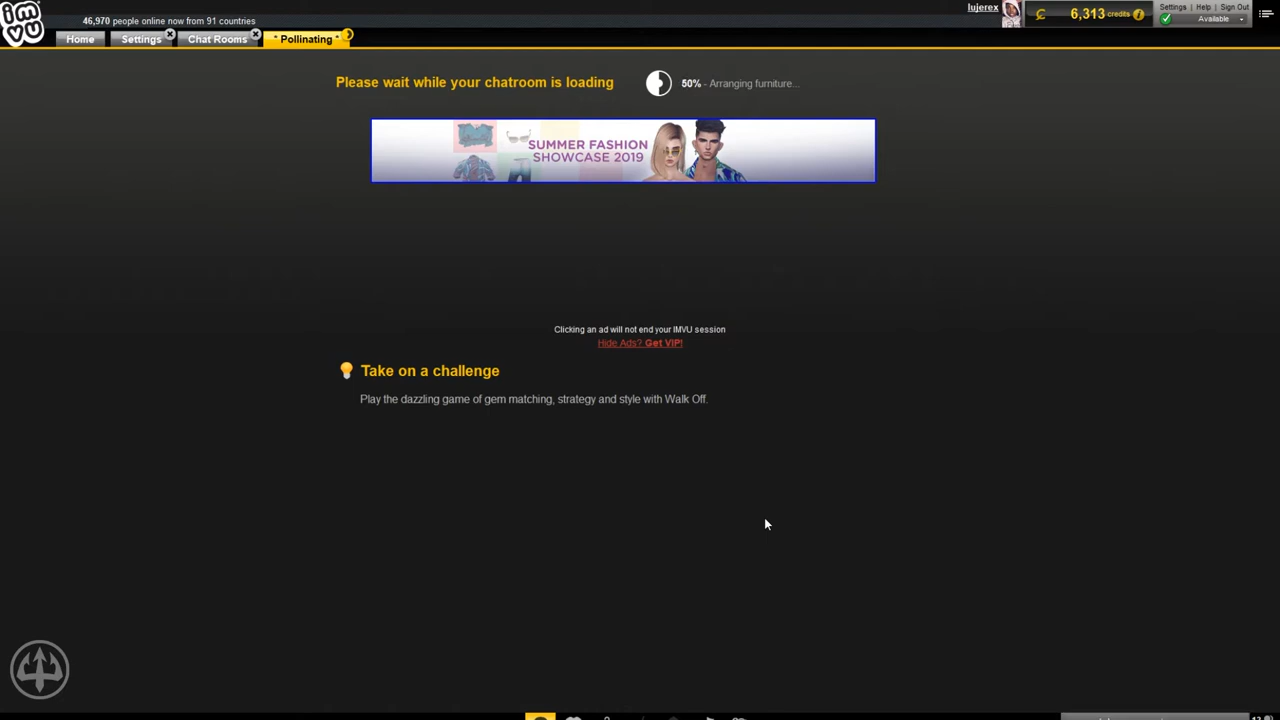 imvu
46,970 people online now from 91 countries
lujerex
6,313 credits
Settings | Help | Sign Out
Available
Home
Settings
Chat Rooms
* Pollinating *
Please wait while your chatroom is loading
50% - Arranging furniture...
SUMMER FASHION
SHOWCASE 2019
Clicking an ad will not end your IMVU session
Hide Ads? Get VIP!
Take on a challenge
Play the dazzling game of gem matching, strategy and style with Walk Off.